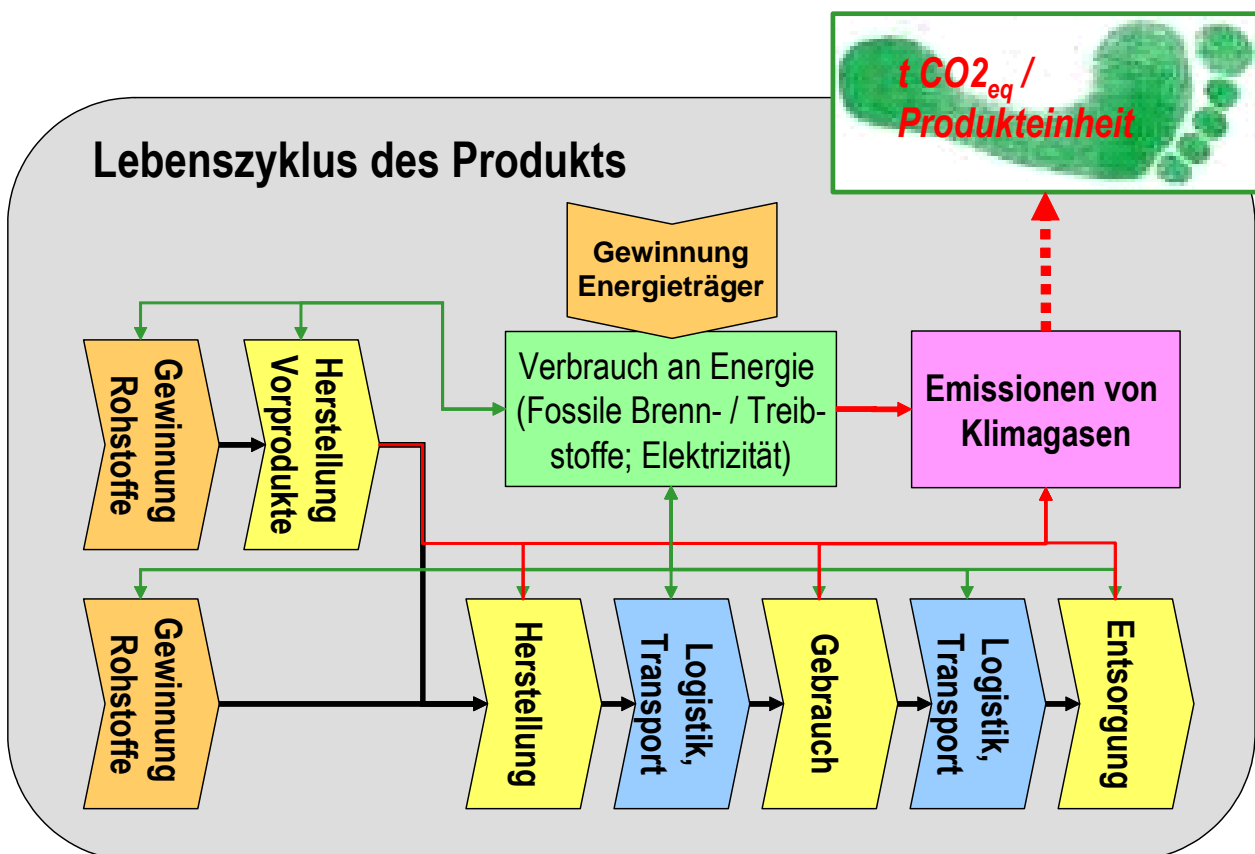 t CO2eq /
Produkteinheit
Lebenszyklus des Produkts
Gewinnung
Energieträger
Gewinnung
Rohstoffe
Herstellung
Vorprodukte
Verbrauch an Energie
(Fossile Brenn- / Treib-
stoffe; Elektrizität)
Emissionen von
Klimagasen
Gewinnung
Rohstoffe
Herstellung
Logistik,
Transport
Gebrauch
Logistik,
Transport
Entsorgung